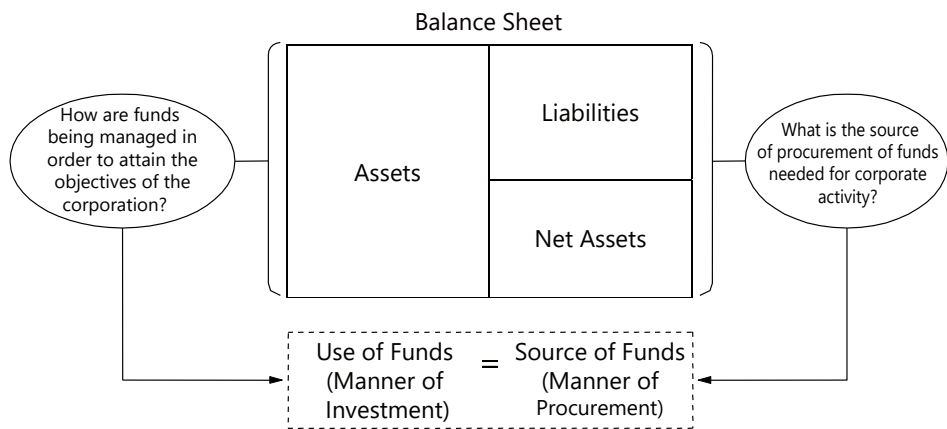 Balance Sheet
How are funds
being managed in
order to attain the
objectives of the
corporation?
Assets
Liabilities
Net Assets
What is the source
of procurement of funds
needed for corporate
activity?
Use of Funds
(Manner of
Investment)
=
Source of Funds
(Manner of
Procurement)